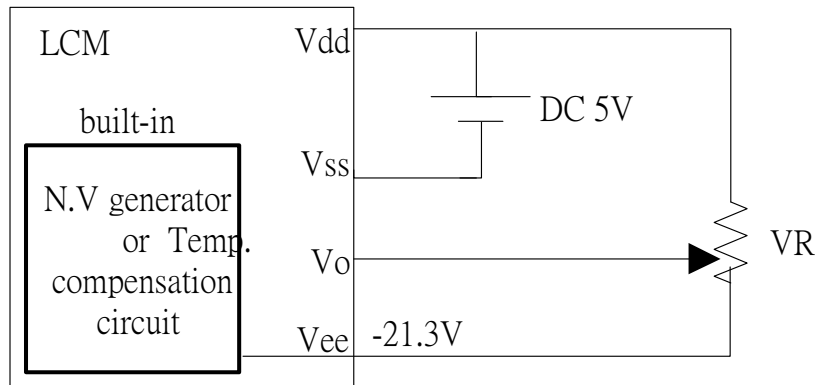 LCM
Vdd
DC 5V
built-in
Vss
N.V generator
or Temp.
compensation
circuit
Vo
VR
Vee
-21.3V